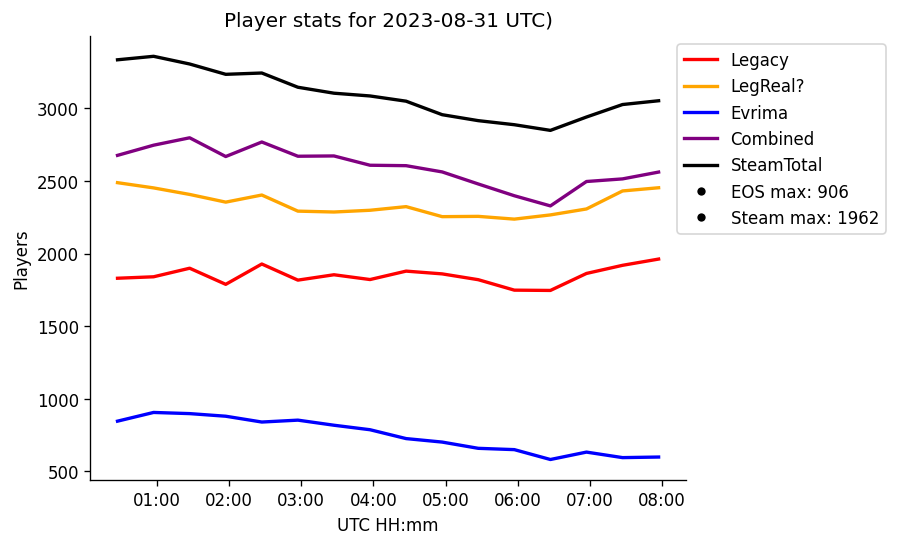 Player stats for 2023-08-31 UTC)
Legacy
LegReal?
Evrima
Combined
SteamTotal
EOS max: 906
Steam max: 1962
Players
3000
2500
2000
1500
1000
500
01:00 02:00 03:00 04:00 05:00 06:00 07:00 08:00
UTC HH:mm